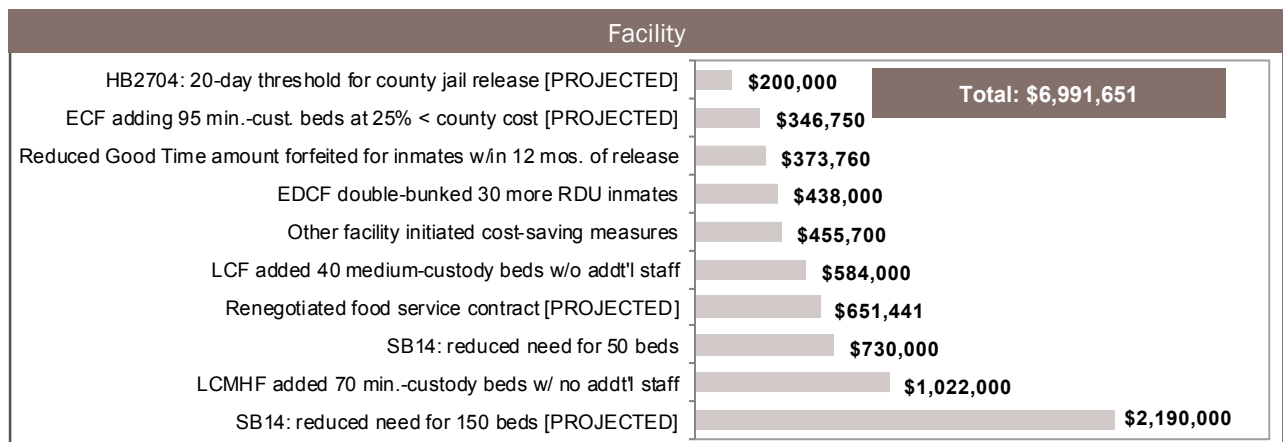 Facility
HB2704: 20-day threshold for county jail release [PROJECTED] $200,000
Total: $6,991,651
ECF adding 95 min.-cust. beds at 25% < county cost [PROJECTED] $346,750
Reduced Good Time amount forfeited for inmates w/in 12 mos. of release $373,760
EDCF double-bunked 30 more RDU inmates $438,000
Other facility initiated cost-saving measures $455,700
LCF added 40 medium-custody beds w/o addt'l staff $584,000
Renegotiated food service contract [PROJECTED] $651,441
SB14: reduced need for 50 beds $730,000
LCMHF added 70 min.-custody beds w/ no addt'l staff $1,022,000
SB14: reduced need for 150 beds [PROJECTED] $2,190,000